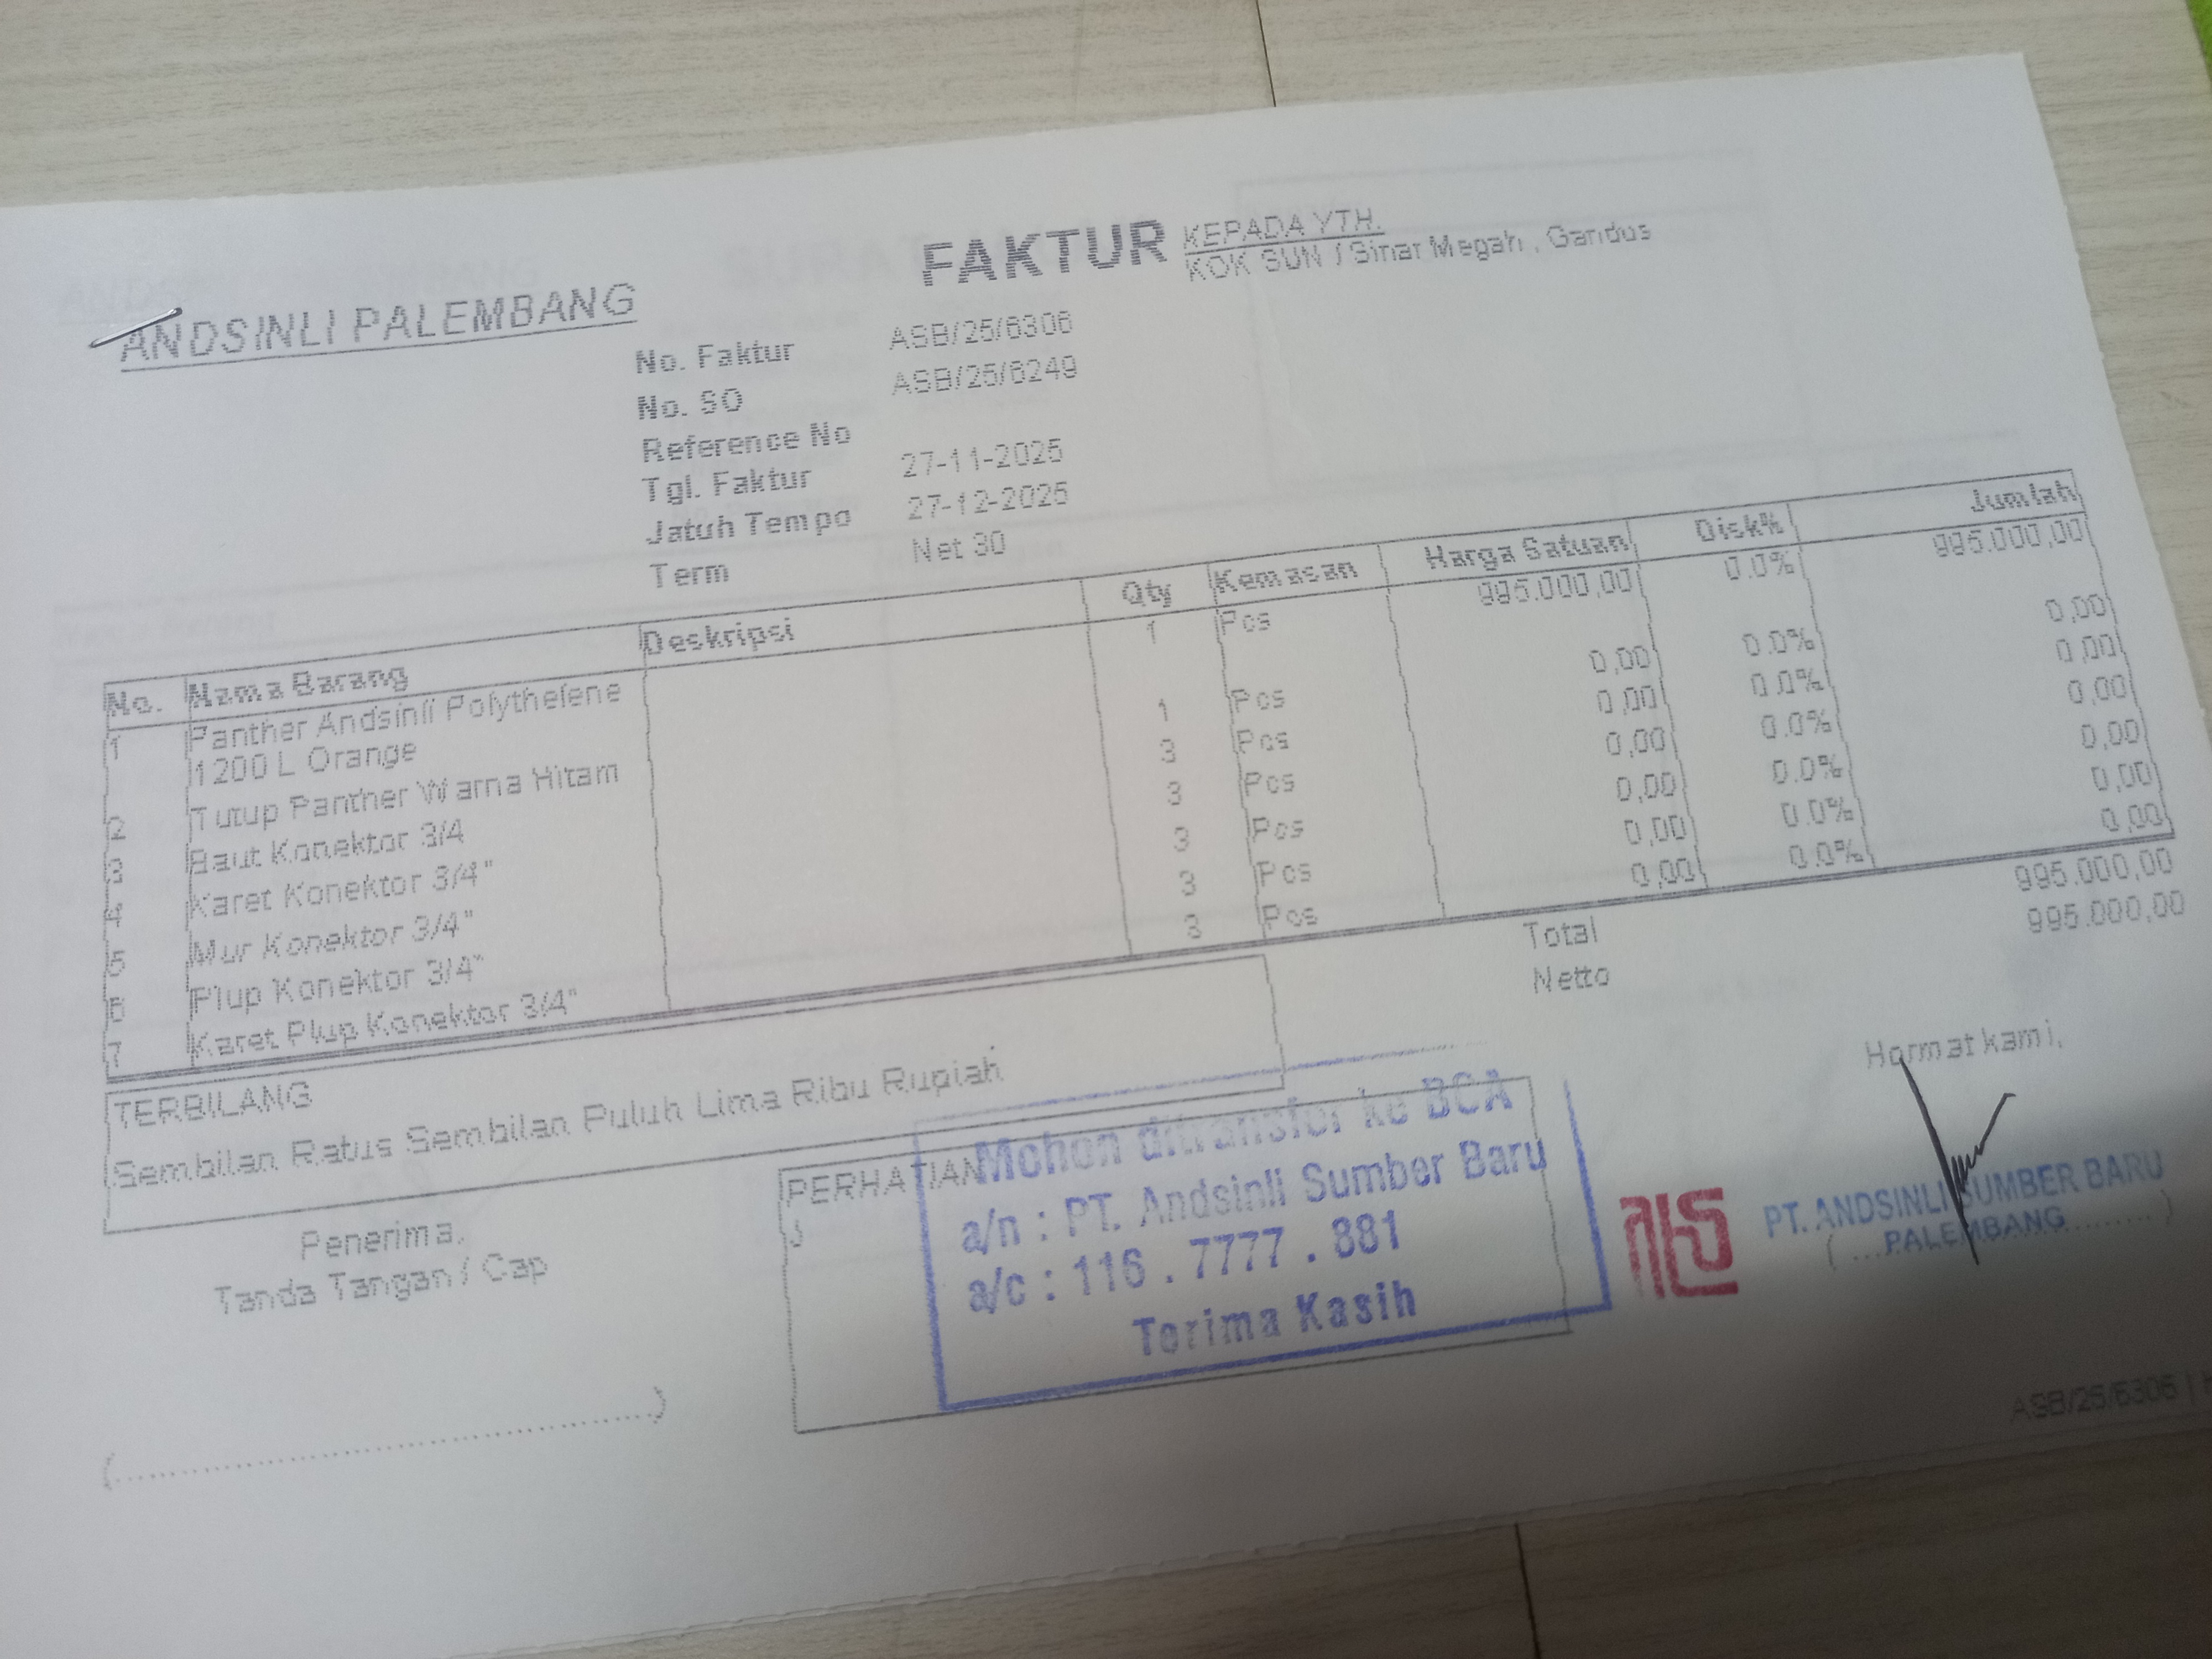 ANDSINLI PALEMBANG
FAKTUR
KEPADA YTH.
KOK SUN / Sinar Megah , Gandus
No. Faktur ASB/25/6306
No. SO ASB/25/6249
Reference No
Tgl. Faktur 27-11-2025
Jatuh Tempo 27-12-2025
Term Net 30
No. Nama Barang Deskripsi Qty Kemasan Harga Satuan Disk% Jumlah
1 Panther Andsinli Polythelene 1 Pcs 995.000,00 0.0% 995.000,00
1200 L Orange
2 Tutup Panther Warna Hitam 1 Pcs 0,00 0.0% 0,00
3 Baut Konektor 3/4 3 Pcs 0,00 0.0% 0,00
4 Karet Konektor 3/4" 3 Pcs 0,00 0.0% 0,00
5 Mur Konektor 3/4" 3 Pcs 0,00 0.0% 0,00
6 Plup Konektor 3/4" 3 Pcs 0,00 0.0% 0,00
7 Karet Plup Konektor 3/4" 3 Pcs 0,00 0.0% 0,00
Total 995.000,00
Netto 995.000,00
TERBILANG
Sembilan Ratus Sembilan Puluh Lima Ribu Rupiah
Penerima,
Tanda Tangan / Cap
(..............................................)
PERHATIAN
Mohon ditransfer ke BCA
a/n : PT. Andsinli Sumber Baru
a/c : 116 . 7777 . 881
Terima Kasih
Hormat kami,
PT. ANDSINLI SUMBER BARU
PALEMBANG
ASB/25/6306 |